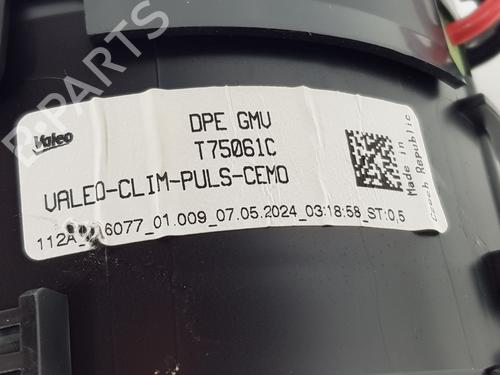 B-PARTS
Valeo
DPE GMV
T75061C
VALEO-CLIM-PULS-CEMO
6077_01.009_07.05.2024_03:18:58_ST:0,5
Made in
Czech Republic